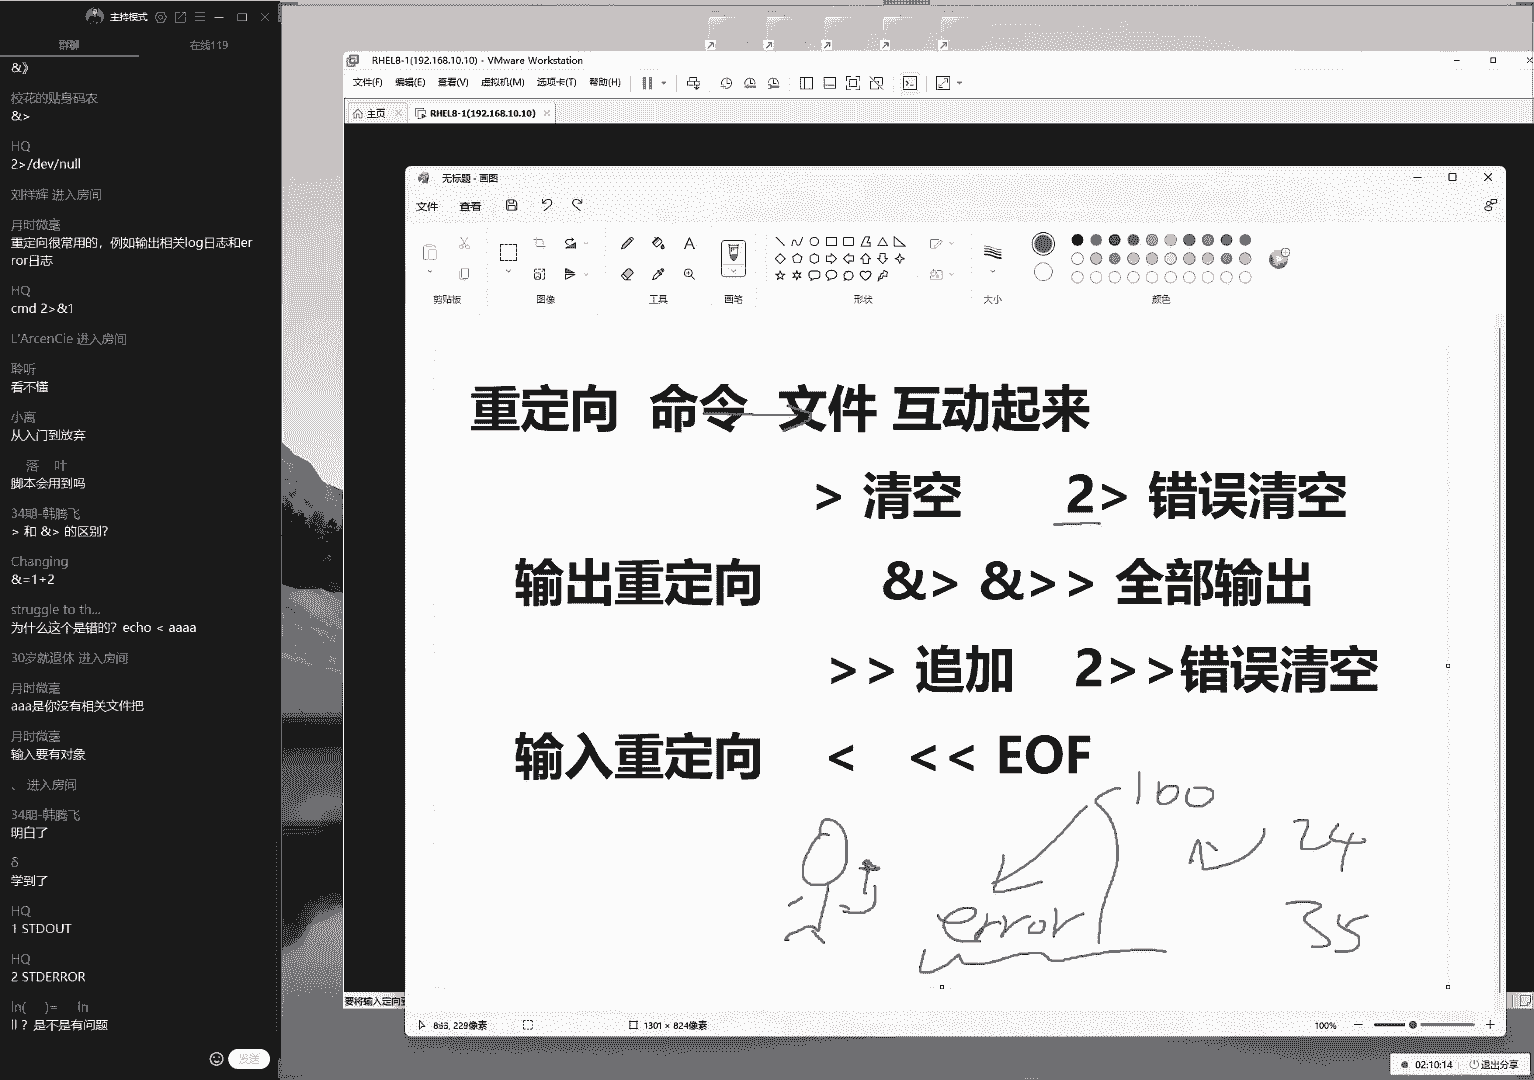 主持模式
群聊
在线119
&》
校花的贴身码农
&>
HQ
2>/dev/null
刘祥辉 进入房间
月时微毫
重定向很常用的，例如输出相关log日志和er
ror日志
HQ
cmd 2>&1
L'ArcenCie 进入房间
聆听
看不懂
小离
从入门到放弃
落 叶
脚本会用到吗
34期-韩腾飞
> 和 &> 的区别？
Changing
&=1+2
struggle to th...
为什么这个是错的？echo < aaaa
30岁就退休 进入房间
月时微毫
aaa是你没有相关文件把
月时微毫
输入要有对象
、 进入房间
34期-韩腾飞
明白了
δ
学到了
HQ
1 STDOUT
HQ
2 STDERROR
ln( )= ln
ll ？是不是有问题
发送
RHEL8-1(192.168.10.10) - VMware Workstation
文件(F) 编辑(E) 查看(V) 虚拟机(M) 选项卡(T) 帮助(H)
主页
RHEL8-1(192.168.10.10)
无标题 - 画图
文件 查看
剪贴板 图像 工具 画笔 形状 大小 颜色
重定向 命令 文件 互动起来
> 清空 2> 错误清空
输出重定向 &> &>> 全部输出
>> 追加 2>>错误清空
输入重定向 < << EOF
100
24
error
35
要将输入定向到
229像素
1301 × 824像素
100%
02:10:14
退出分享